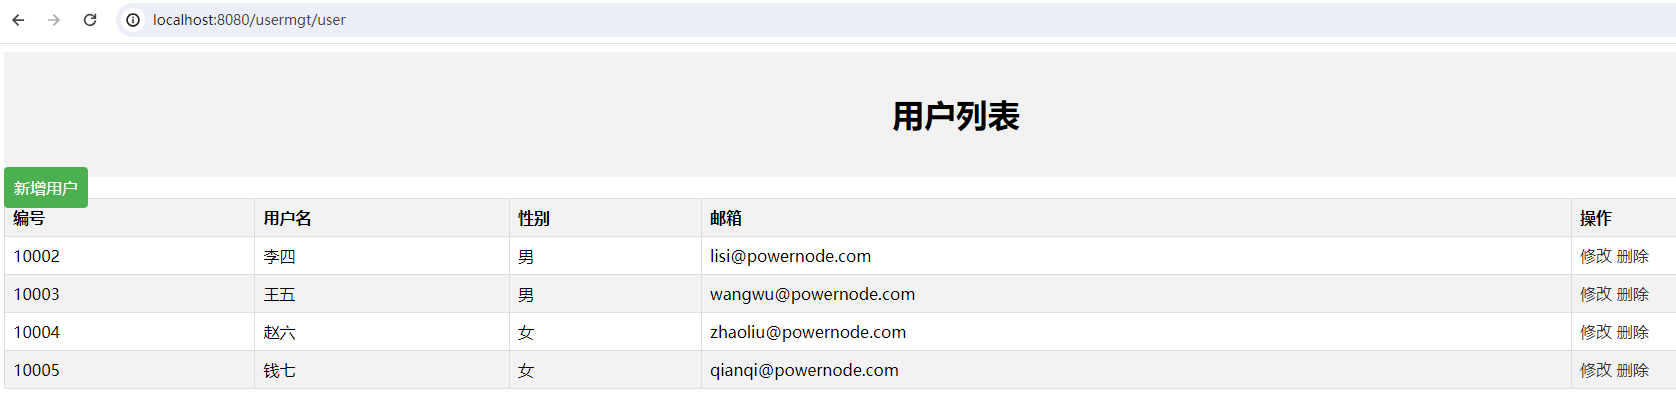 localhost:8080/usermgt/user
用户列表
新增用户
编号 用户名 性别 邮箱 操作
10002 李四 男 lisi@powernode.com 修改 删除
10003 王五 男 wangwu@powernode.com 修改 删除
10004 赵六 女 zhaoliu@powernode.com 修改 删除
10005 钱七 女 qianqi@powernode.com 修改 删除